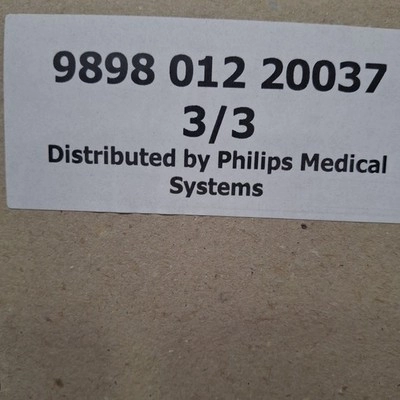 9898 012 20037
3/3
Distributed by Philips Medical
Systems